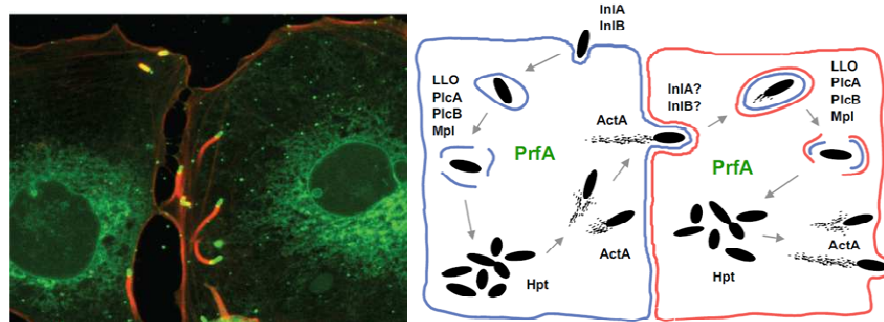 InlA
InlB
LLO
PlcA
PlcB
Mpl
ActA
PrfA
ActA
Hpt
InlA?
InlB?
LLO
PlcA
PlcB
Mpl
PrfA
ActA
Hpt